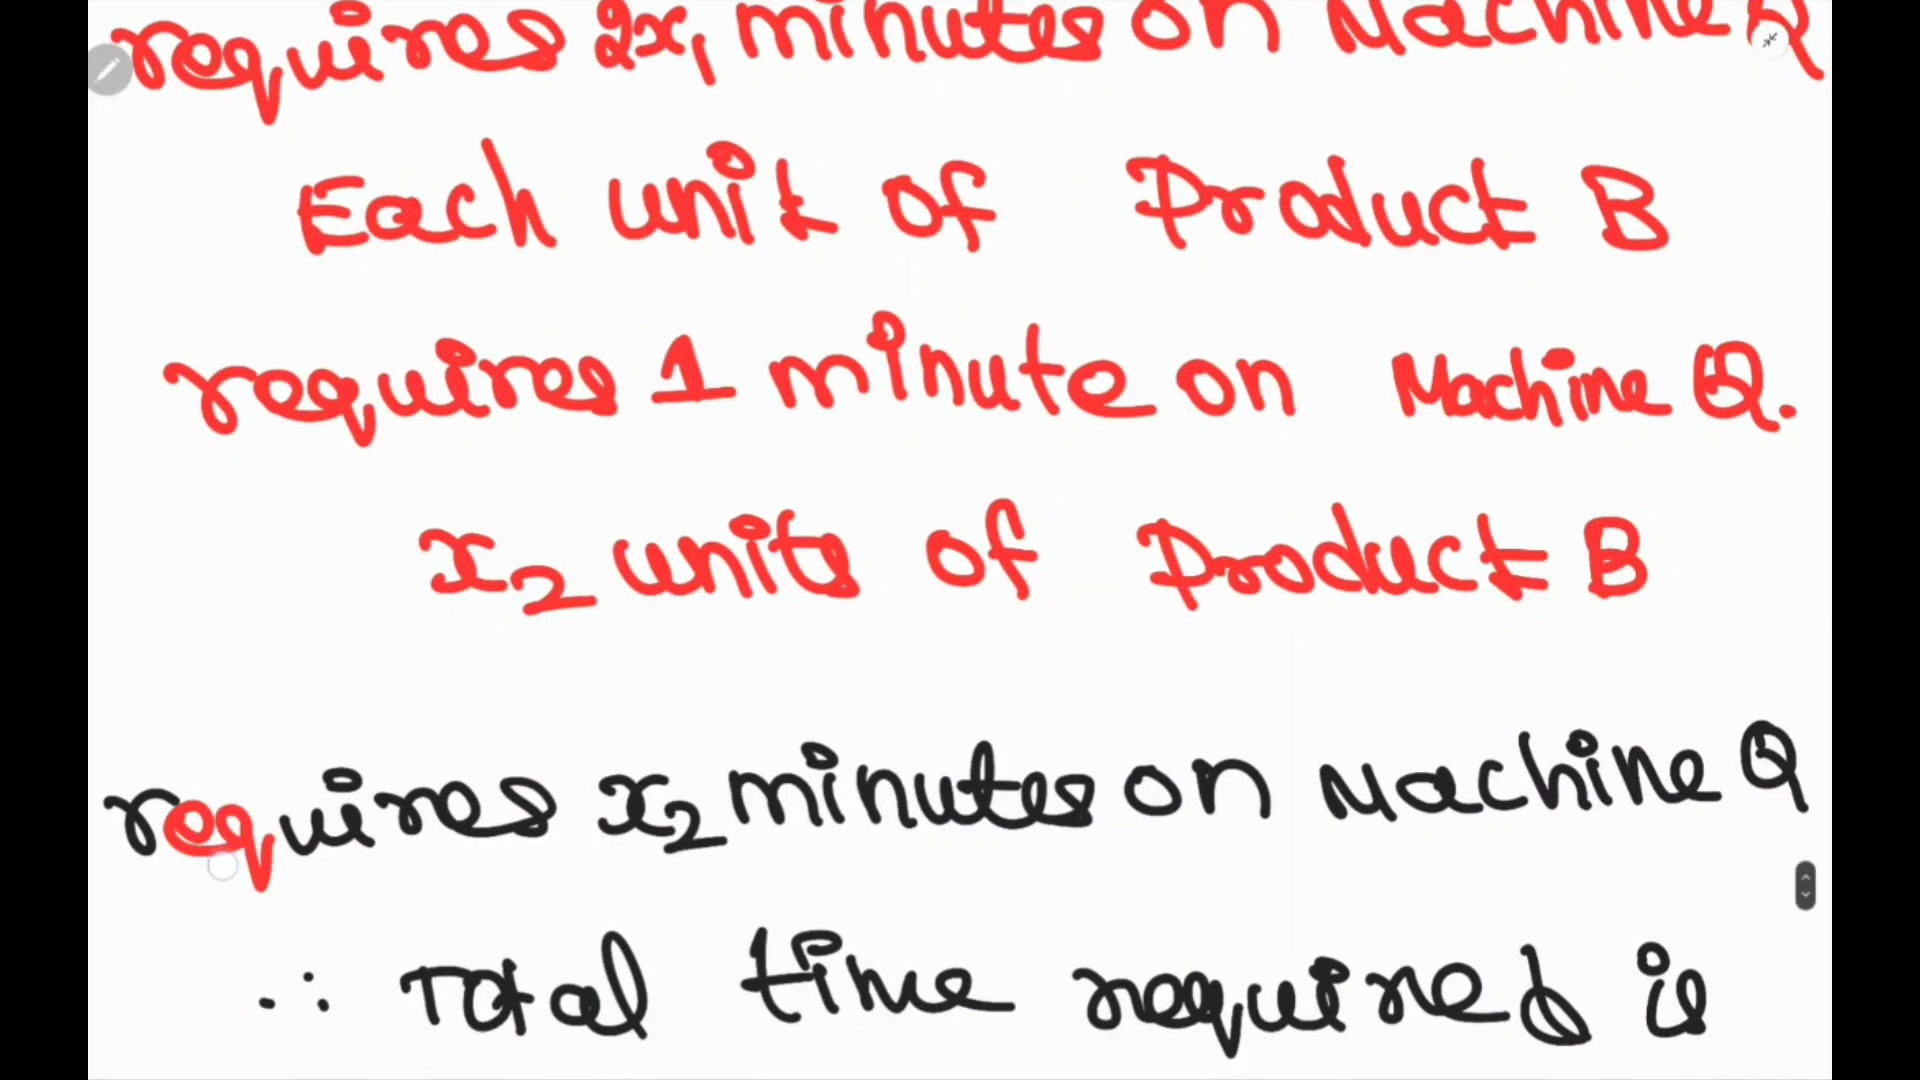 requires 2x₁ minutes on Machine Q
Each unit of Product B
requires 1 minute on Machine Q.
x₂ units of Product B
requires x₂ minutes on Machine Q
∴ Total time required is